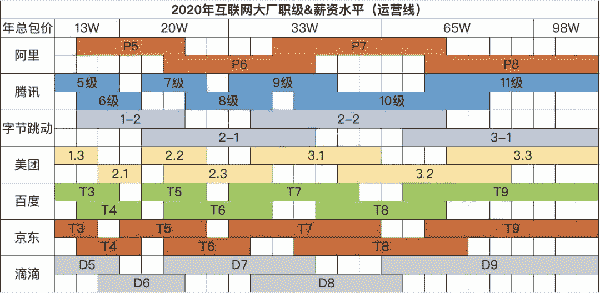 2020年互联网大厂职级&薪资水平（运营线）
年总包价 13W 20W 33W 65W 98W
阿里 P5 P7
P6 P8
腾讯 5级 7级 9级 11级
6级 8级 10级
字节跳动 1-2 2-2
2-1 3-1
美团 1.3 2.2 3.1 3.3
2.1 2.3 3.2
百度 T3 T5 T7 T9
T4 T6 T8
京东 T3 T5 T7 T9
T4 T6 T8
滴滴 D5 D7 D9
D6 D8